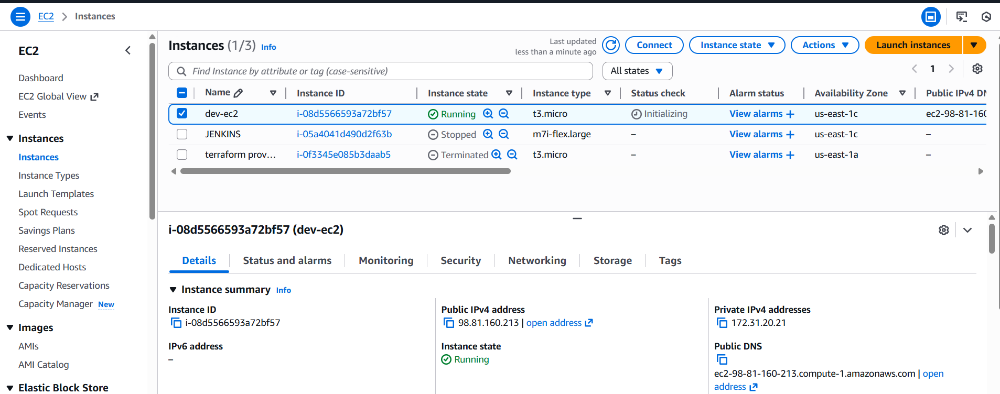 EC2 > Instances
EC2
Dashboard
EC2 Global View
Events
Instances
Instances
Instance Types
Launch Templates
Spot Requests
Savings Plans
Reserved Instances
Dedicated Hosts
Capacity Reservations
Capacity Manager New
Images
AMIs
AMI Catalog
Elastic Block Store
Instances (1/3) Info
Last updated
less than a minute ago
Connect Instance state Actions Launch instances
Find Instance by attribute or tag (case-sensitive) All states 1
Name Instance ID Instance state Instance type Status check Alarm status Availability Zone Public IPv4 DN
dev-ec2 i-08d5566593a72bf57 Running t3.micro Initializing View alarms + us-east-1c ec2-98-81-160
JENKINS i-05a4041d490d2f63b Stopped m7i-flex.large – View alarms + us-east-1c –
terraform prov… i-0f3345e085b3daab5 Terminated t3.micro – View alarms + us-east-1a –
i-08d5566593a72bf57 (dev-ec2)
Details Status and alarms Monitoring Security Networking Storage Tags
Instance summary Info
Instance ID
i-08d5566593a72bf57
IPv6 address
–
Public IPv4 address
98.81.160.213 | open address
Instance state
Running
Private IPv4 addresses
172.31.20.21
Public DNS
ec2-98-81-160-213.compute-1.amazonaws.com | open
address